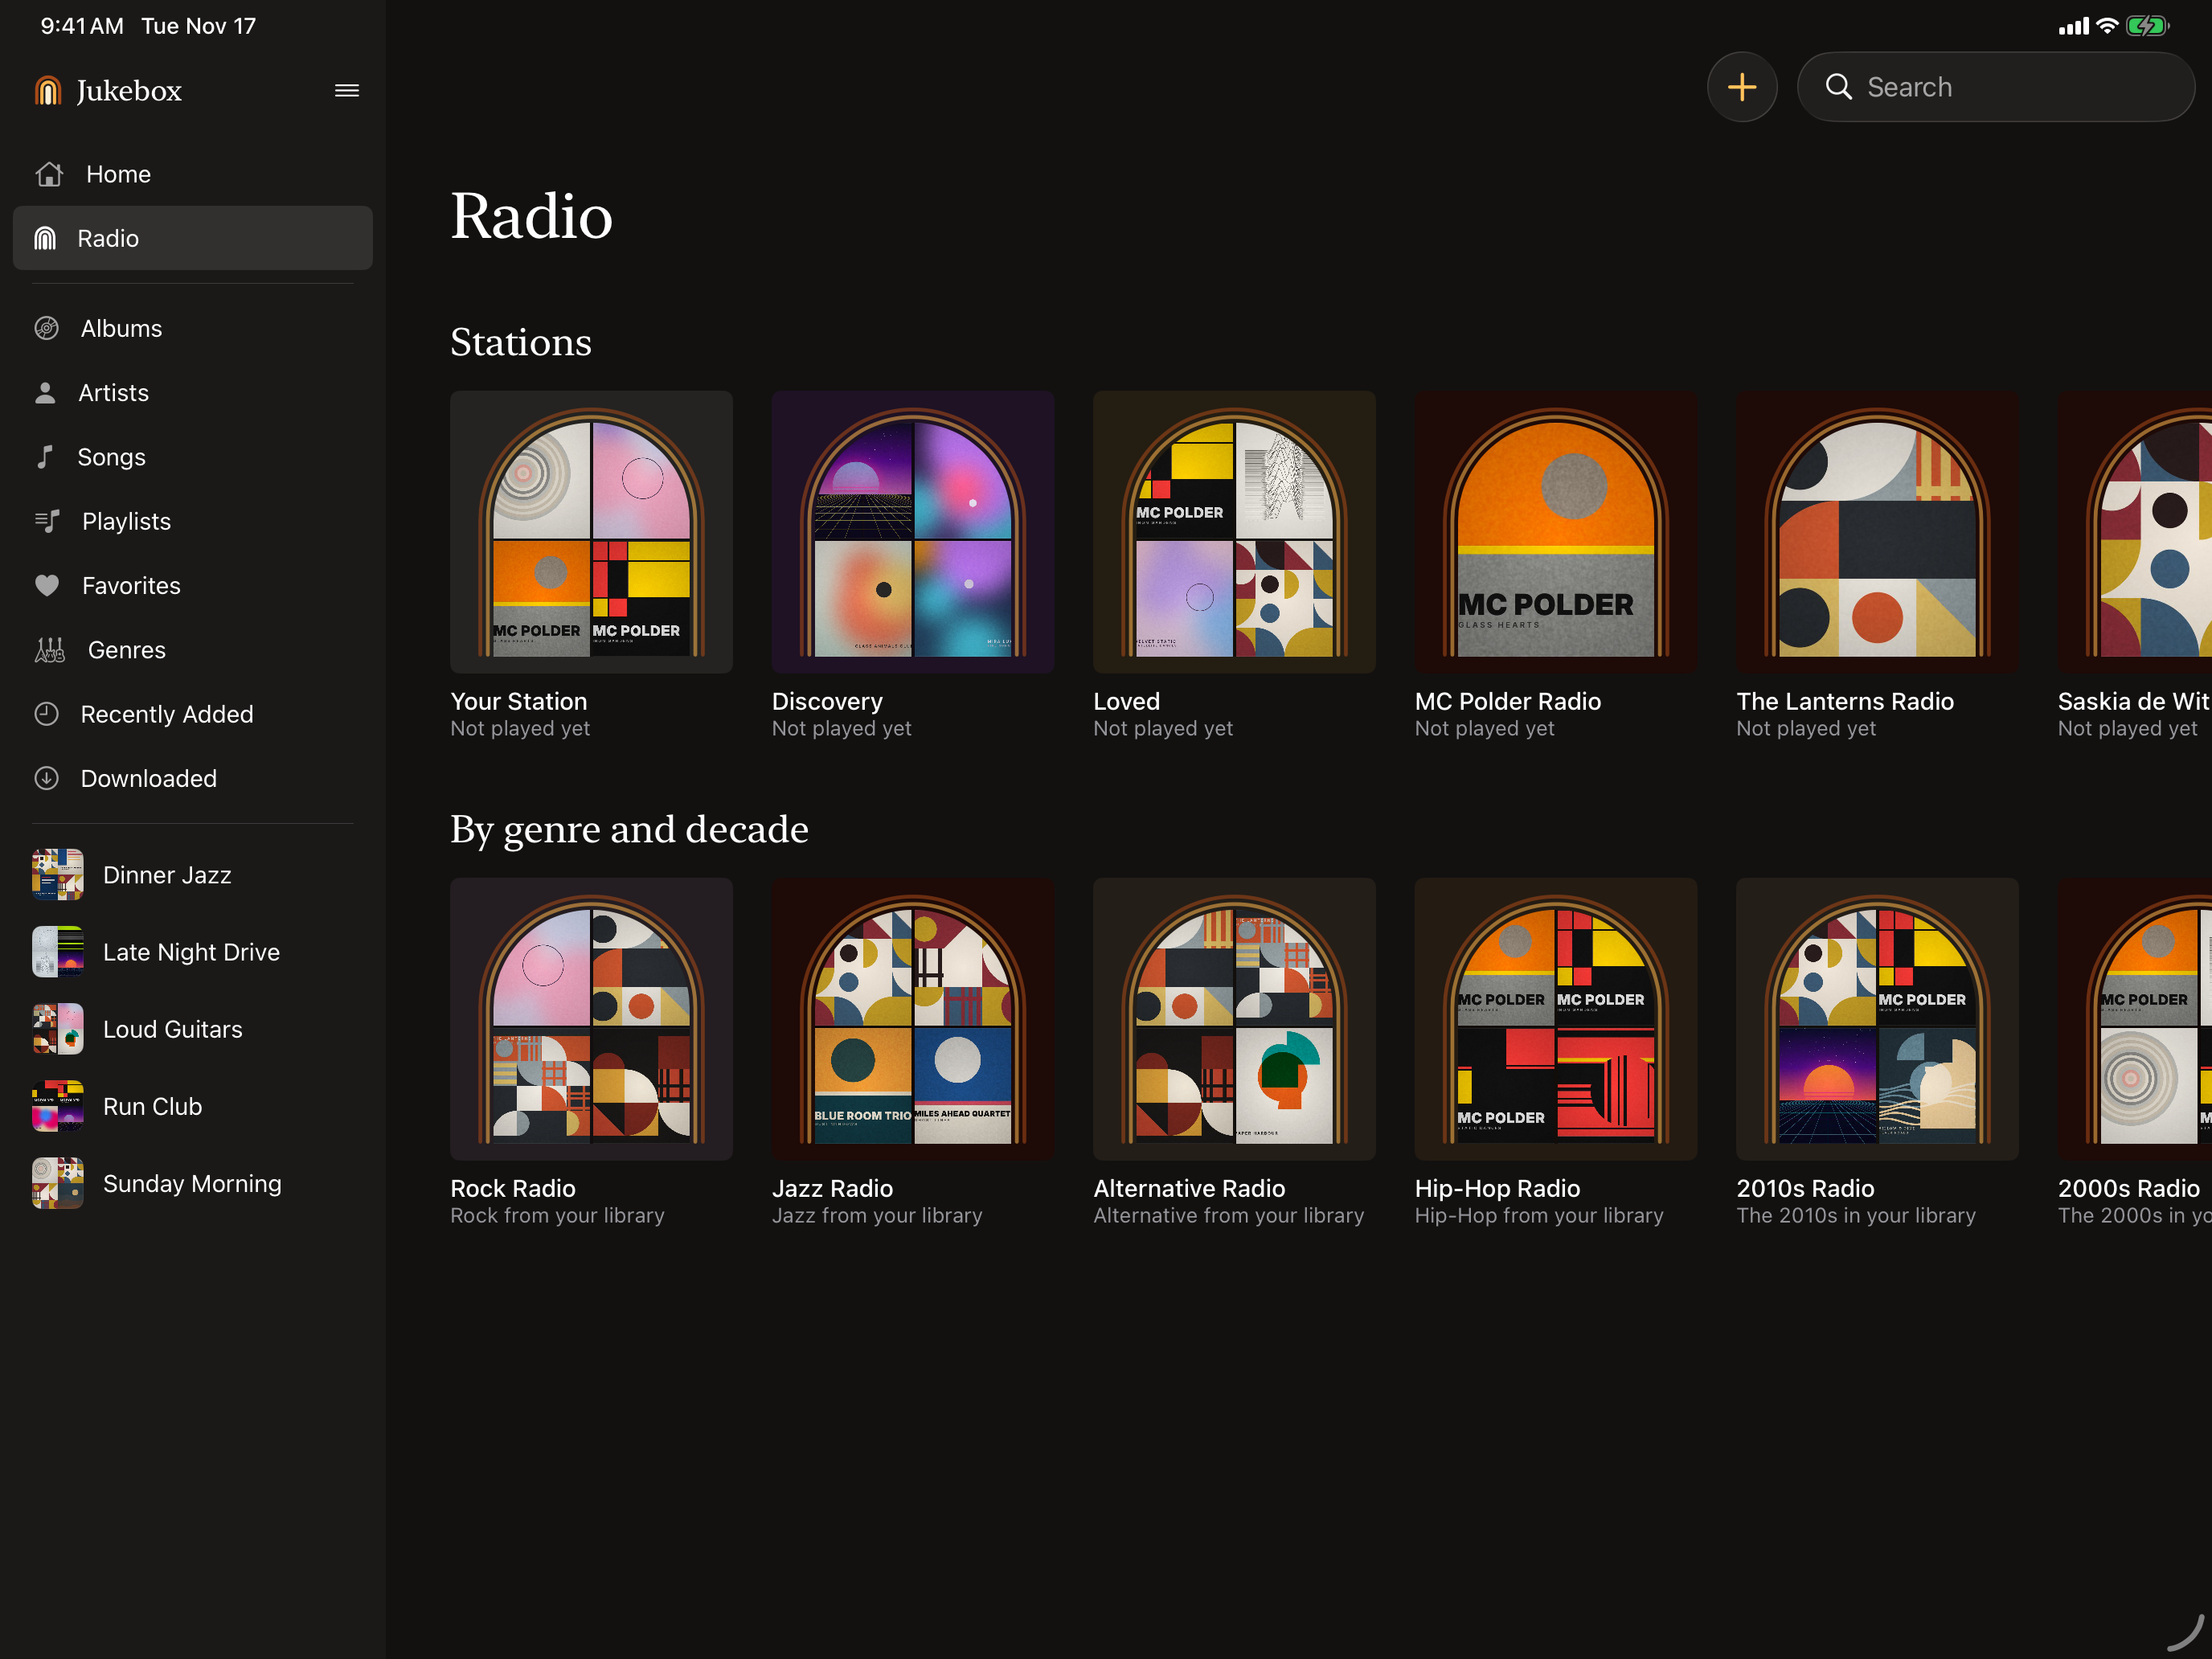 9:41 AM Tue Nov 17
Jukebox
Search
Home
Radio
Albums
Artists
Songs
Playlists
Favorites
Genres
Recently Added
Downloaded
Dinner Jazz
Late Night Drive
Loud Guitars
Run Club
Sunday Morning
Radio
Stations
MC POLDER
MC POLDER
MC POLDER
MC POLDER
GLASS HEARTS
Your Station
Not played yet
Discovery
Not played yet
Loved
Not played yet
MC Polder Radio
Not played yet
The Lanterns Radio
Not played yet
Saskia de Wit
Not played yet
By genre and decade
BLUE ROOM TRIO
MILES AHEAD QUARTET
PAPER HARBOUR
MC POLDER
MC POLDER
MC POLDER
MC POLDER
MC POLDER
Rock Radio
Rock from your library
Jazz Radio
Jazz from your library
Alternative Radio
Alternative from your library
Hip-Hop Radio
Hip-Hop from your library
2010s Radio
The 2010s in your library
2000s Radio
The 2000s in yo